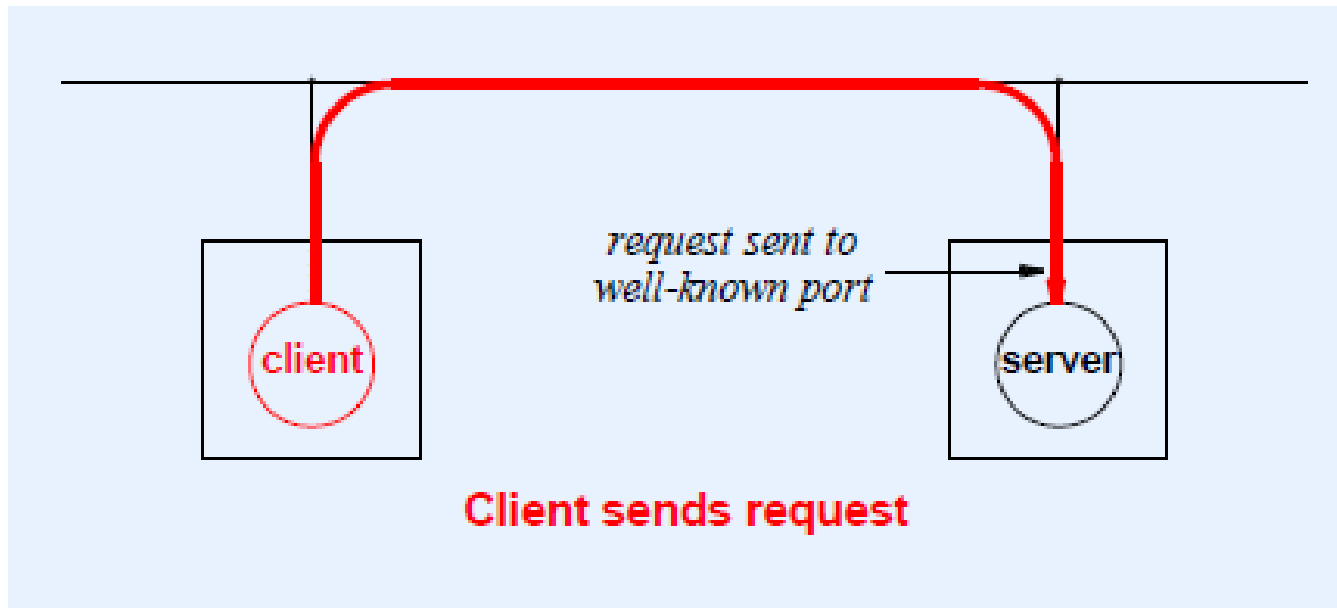 request sent to
well-known port
client
server
Client sends request